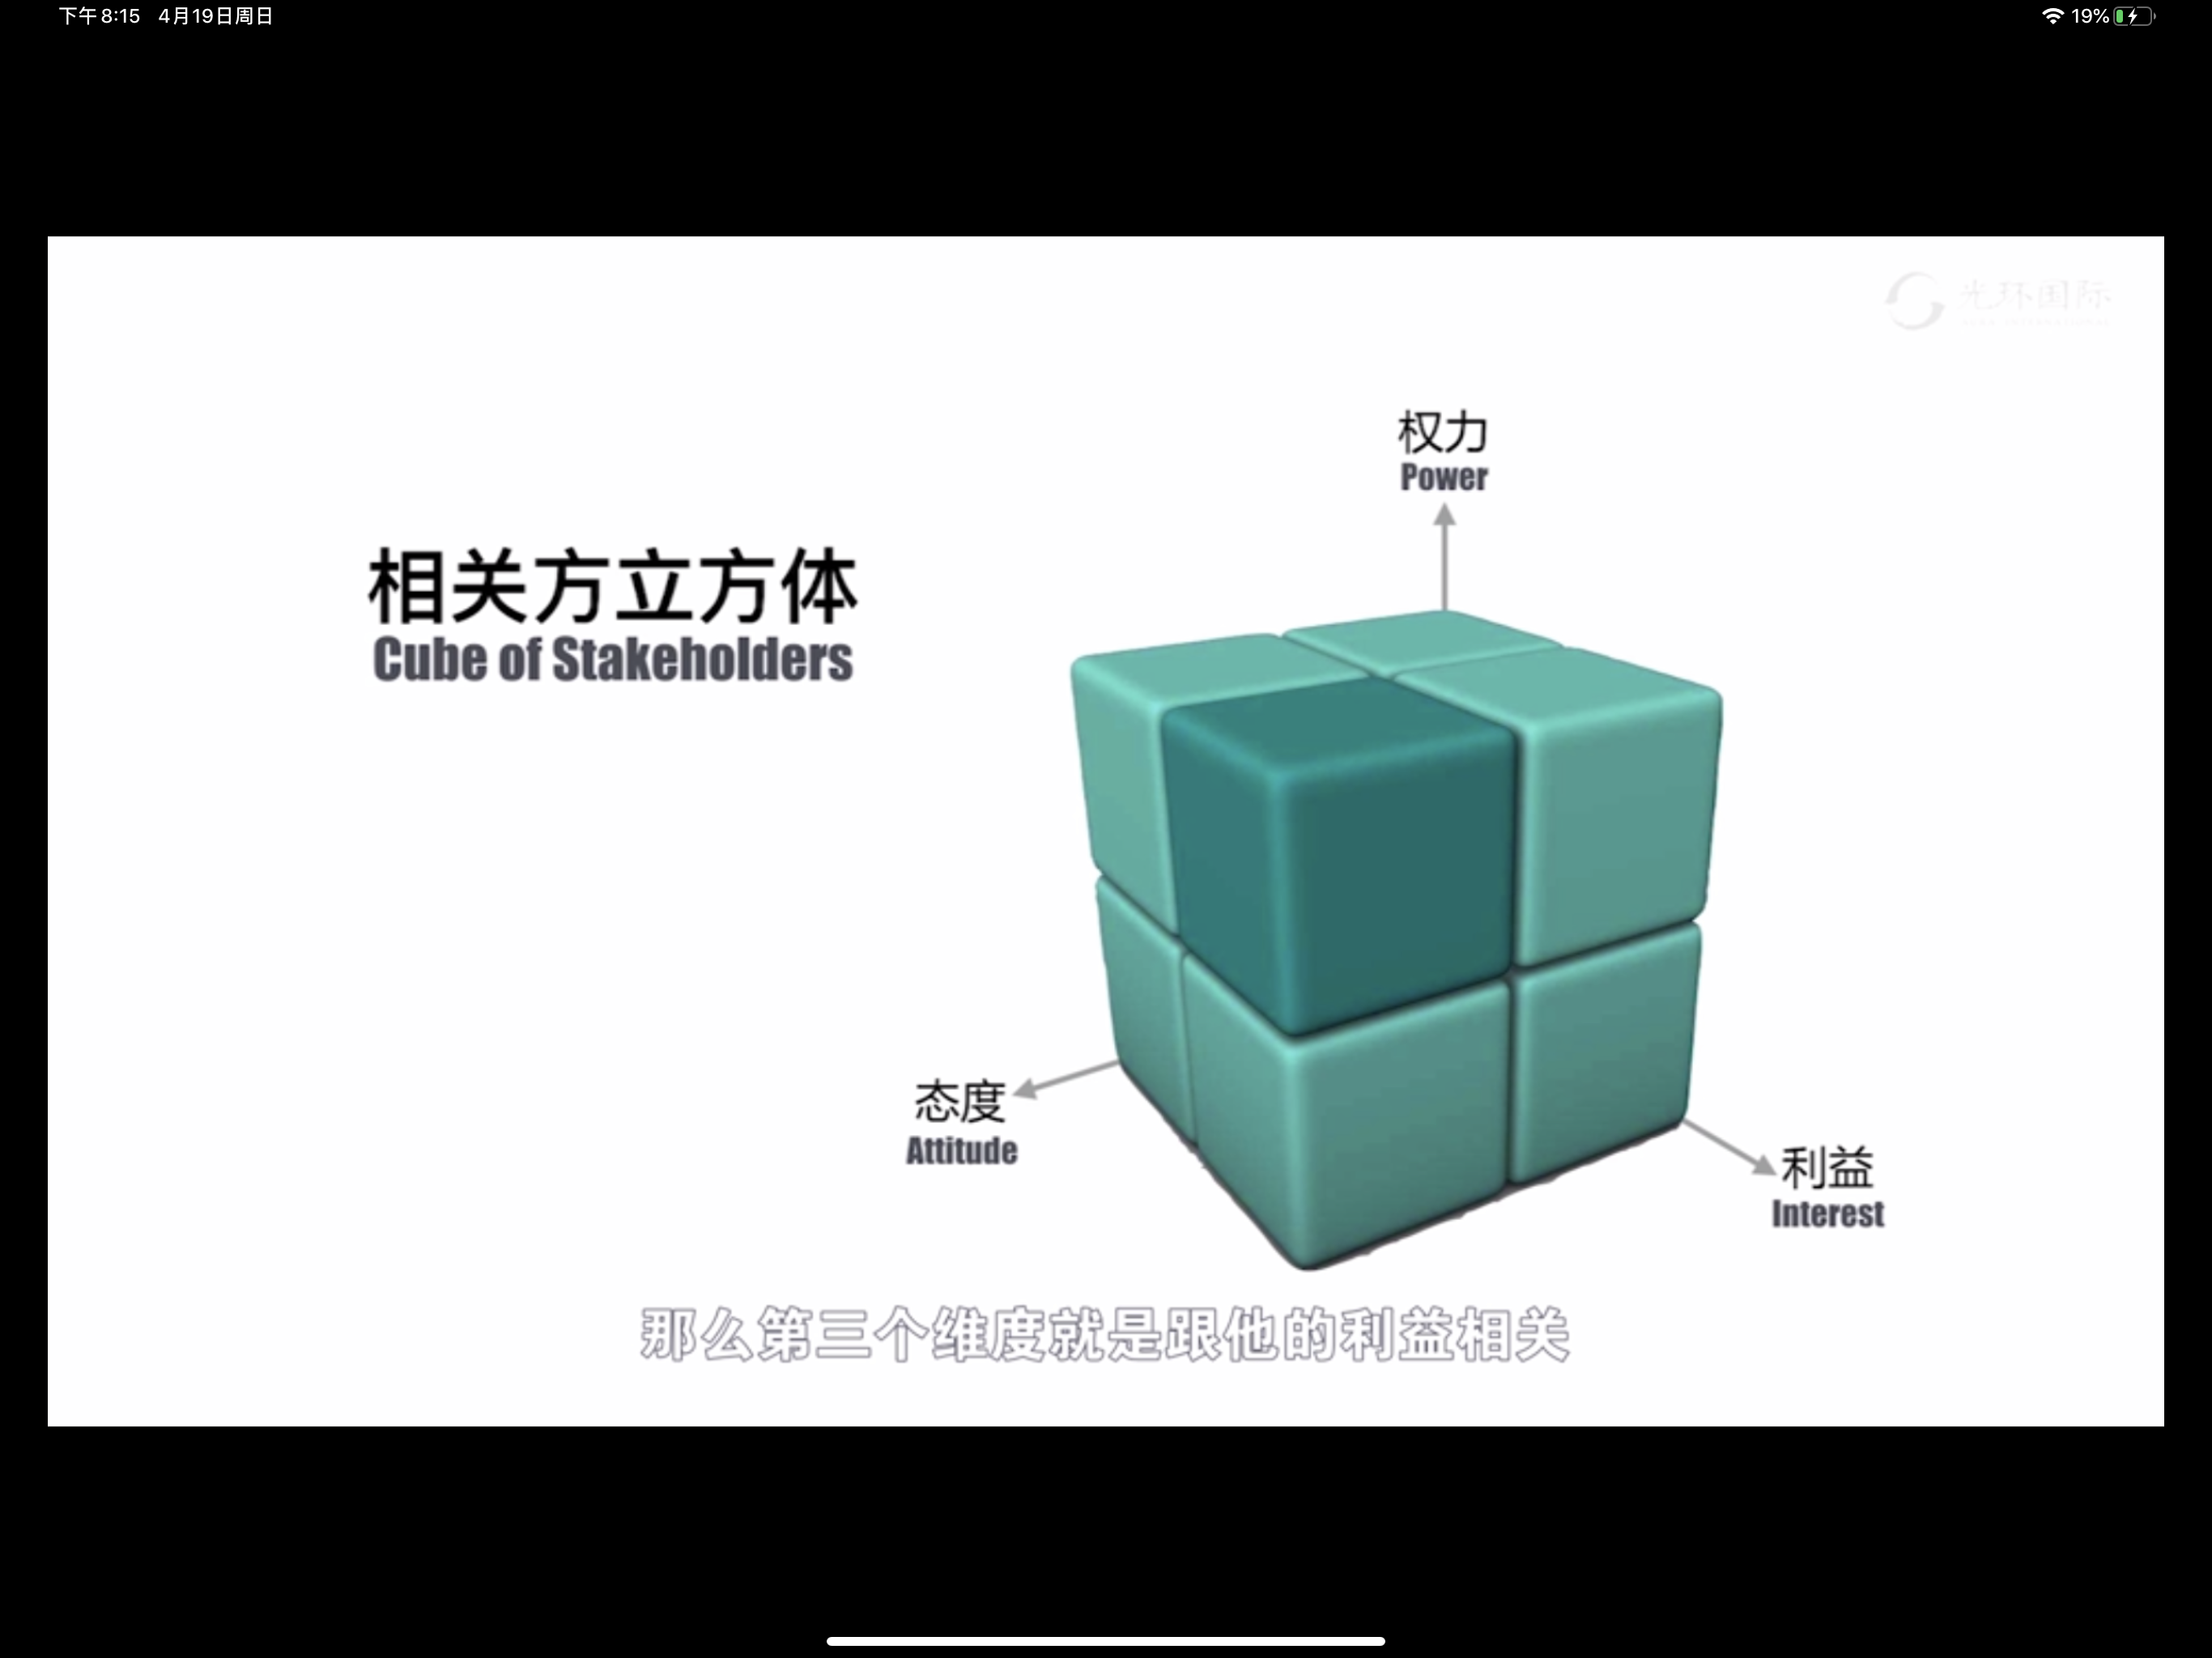 下午8:15 4月19日周日
19%
光环国际
权力
Power
相关方立方体
Cube of Stakeholders
态度
Attitude
利益
Interest
那么第三个维度就是跟他的利益相关